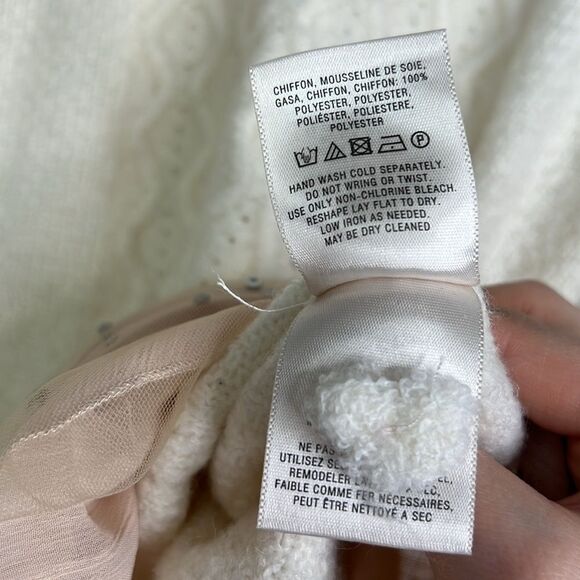 CHIFFON, MOUSSELINE DE SOIE,
GASA, CHIFFON, CHIFFON: 100%
POLYESTER, POLYESTER,
POLIÉSTER, POLIESTERE,
POLYESTER
P
HAND WASH COLD SEPARATELY.
DO NOT WRING OR TWIST.
USE ONLY NON-CHLORINE BLEACH.
RESHAPE LAY FLAT TO DRY.
LOW IRON AS NEEDED.
MAY BE DRY CLEANED
NE PAS
UTILISEZ
REMODELER
FAIBLE COMME FER NÉCESSAIRES,
PEUT ÊTRE NETTOYÉ A SEC